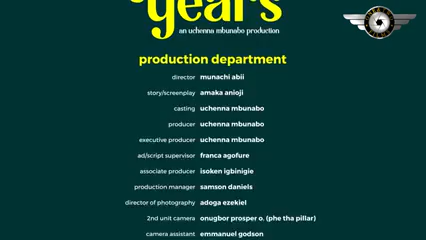 years
an uchenna mbunabo production
production department
director munachi abii
story/screenplay amaka anioji
casting uchenna mbunabo
producer uchenna mbunabo
executive producer uchenna mbunabo
ad/script supervisor franca agofure
associate producer isoken igbinigie
production manager samson daniels
director of photography adoga ezekiel
2nd unit camera onugbor prosper o. (phe tha pillar)
camera assistant emmanuel godson